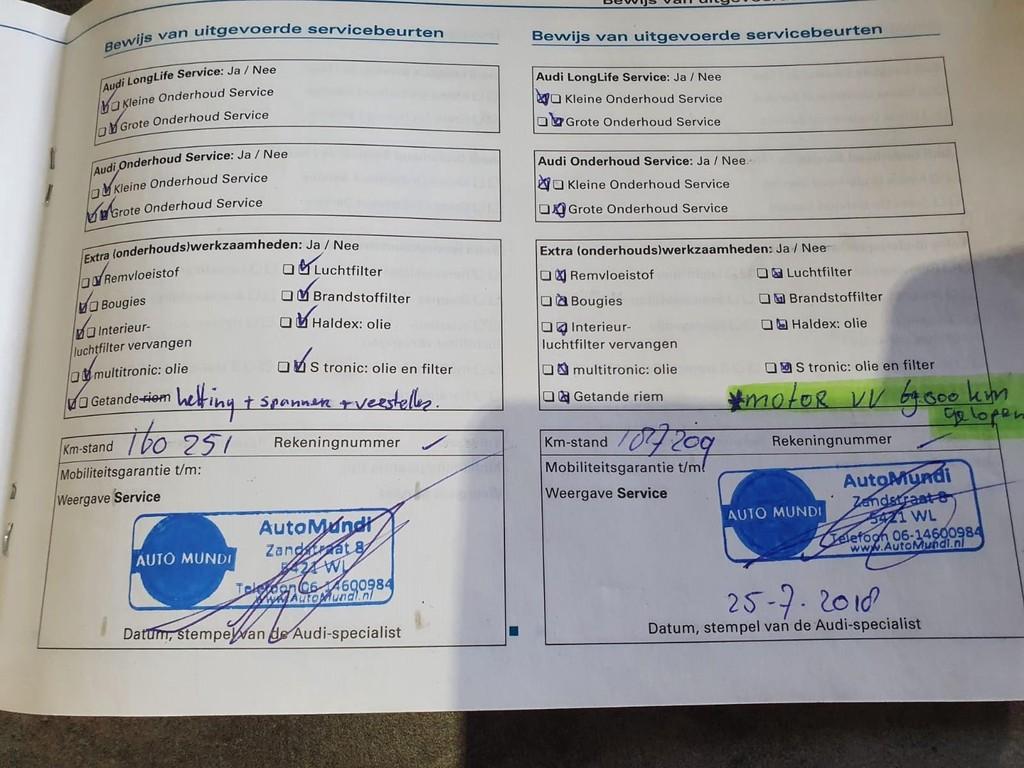 Bewijs van uitgevoerde servicebeurten
Audi LongLife Service: Ja / Nee
Kleine Onderhoud Service
Grote Onderhoud Service
Audi Onderhoud Service: Ja / Nee
Kleine Onderhoud Service
Grote Onderhoud Service
Extra (onderhouds)werkzaamheden: Ja / Nee
Remvloeistof Luchtfilter
Bougies Brandstoffilter
Interieur- Haldex: olie
luchtfilter vervangen
multitronic: olie S tronic: olie en filter
Getande riem ketting + spanner + versteller.
Km-stand 160 251 Rekeningnummer
Mobiliteitsgarantie t/m:
Weergave Service
AUTO MUNDI
AutoMundi
Zandstraat 8
5421 WL
Telefoon 06-14600984
www.AutoMundi.nl
Datum, stempel van de Audi-specialist
Bewijs van uitgevoerde servicebeurten
Audi LongLife Service: Ja / Nee
Kleine Onderhoud Service
Grote Onderhoud Service
Audi Onderhoud Service: Ja / Nee
Kleine Onderhoud Service
Grote Onderhoud Service
Extra (onderhouds)werkzaamheden: Ja / Nee
Remvloeistof Luchtfilter
Bougies Brandstoffilter
Interieur- Haldex: olie
luchtfilter vervangen
multitronic: olie S tronic: olie en filter
Getande riem *motor VV 69000 km
gelopen
Km-stand 187209 Rekeningnummer
Mobiliteitsgarantie t/m:
Weergave Service
AUTO MUNDI
AutoMundi
Zandstraat 8
5421 WL
Telefoon 06-14600984
www.AutoMundi.nl
25-7-2018
Datum, stempel van de Audi-specialist